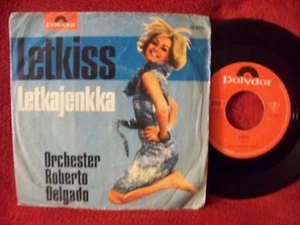 Polydor
Letkiss
Letkajenkka
Orchester
Roberto
Delgado
Polydor